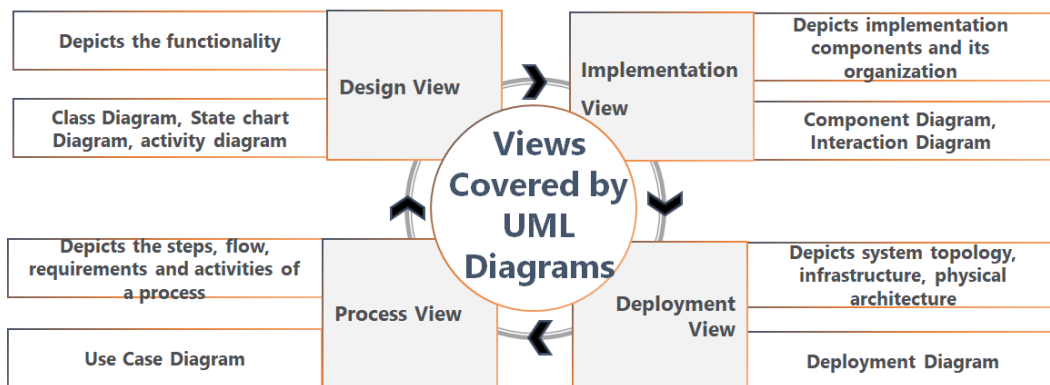 Depicts the functionality
Design View
Class Diagram, State chart
Diagram, activity diagram
Implementation
View
Depicts implementation
components and its
organization
Component Diagram,
Interaction Diagram
Views
Covered by
UML
Diagrams
Depicts the steps, flow,
requirements and activities of
a process
Process View
Use Case Diagram
Deployment
View
Depicts system topology,
infrastructure, physical
architecture
Deployment Diagram